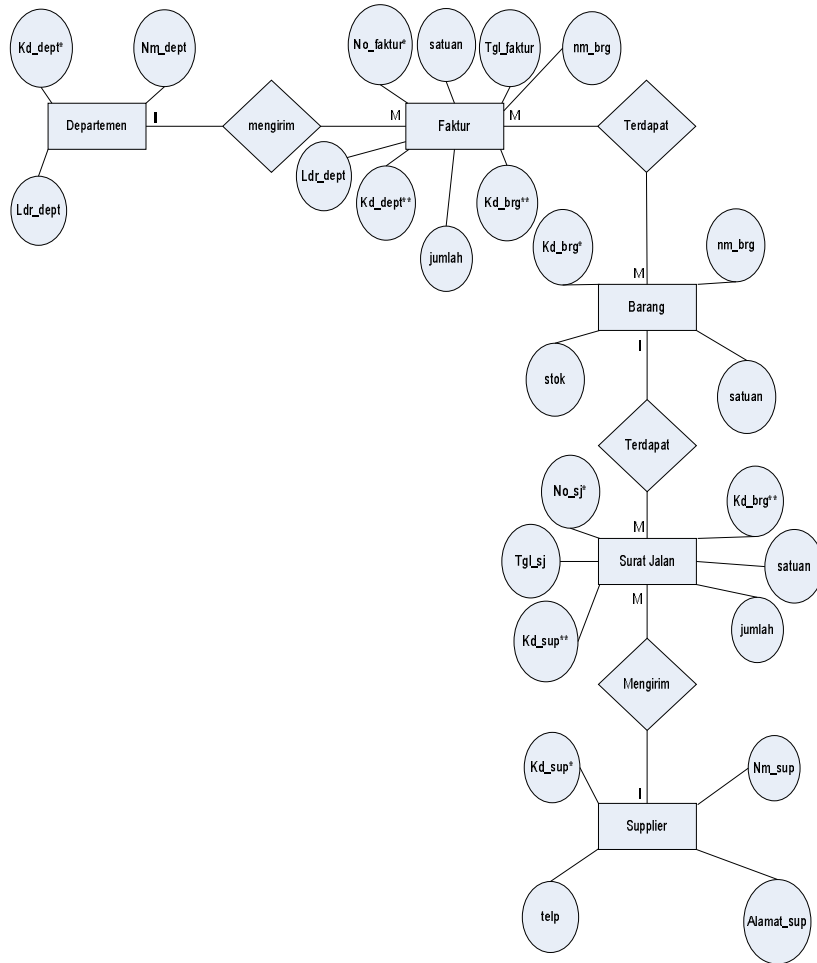 Kd_dept*
Nm_dept
No_faktur*
satuan
Tgl_faktur
nm_brg
I
M
M
Departemen
mengirim
Faktur
Terdapat
Ldr_dept
Kd_dept**
Kd_brg**
Ldr_dept
jumlah
Kd_brg*
nm_brg
M
Barang
I
stok
satuan
Terdapat
No_sj*
Kd_brg**
M
Tgl_sj
Surat Jalan
satuan
M
Kd_sup**
jumlah
Mengirim
Kd_sup*
Nm_sup
I
Supplier
telp
Alamat_sup